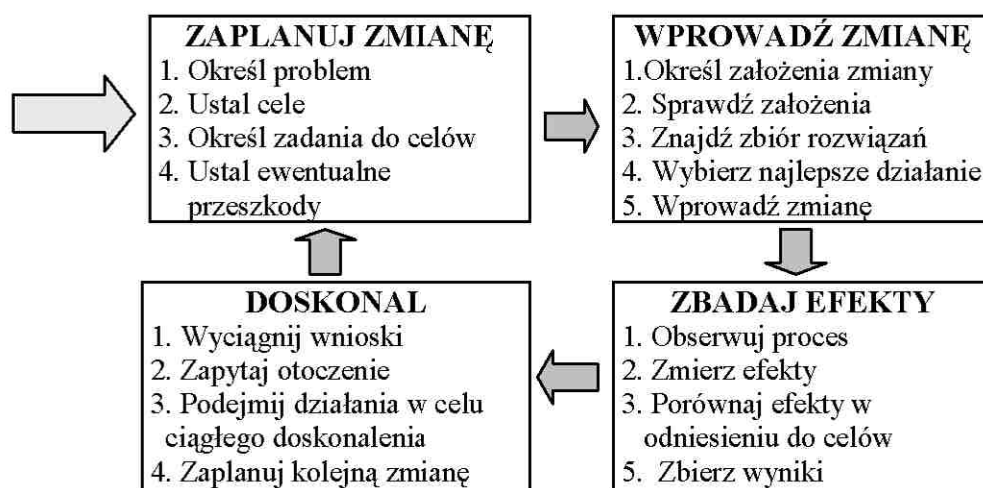 ZAPLANUJ ZMIANĘ
1. Określ problem
2. Ustal cele
3. Określ zadania do celów
4. Ustal ewentualne
przeszkody
WPROWADŹ ZMIANĘ
1.Określ założenia zmiany
2. Sprawdź założenia
3. Znajdź zbiór rozwiązań
4. Wybierz najlepsze działanie
5. Wprowadź zmianę
ZBADAJ EFEKTY
1. Obserwuj proces
2. Zmierz efekty
3. Porównaj efekty w
odniesieniu do celów
5. Zbierz wyniki
DOSKONAL
1. Wyciągnij wnioski
2. Zapytaj otoczenie
3. Podejmij działania w celu
ciągłego doskonalenia
4. Zaplanuj kolejną zmianę